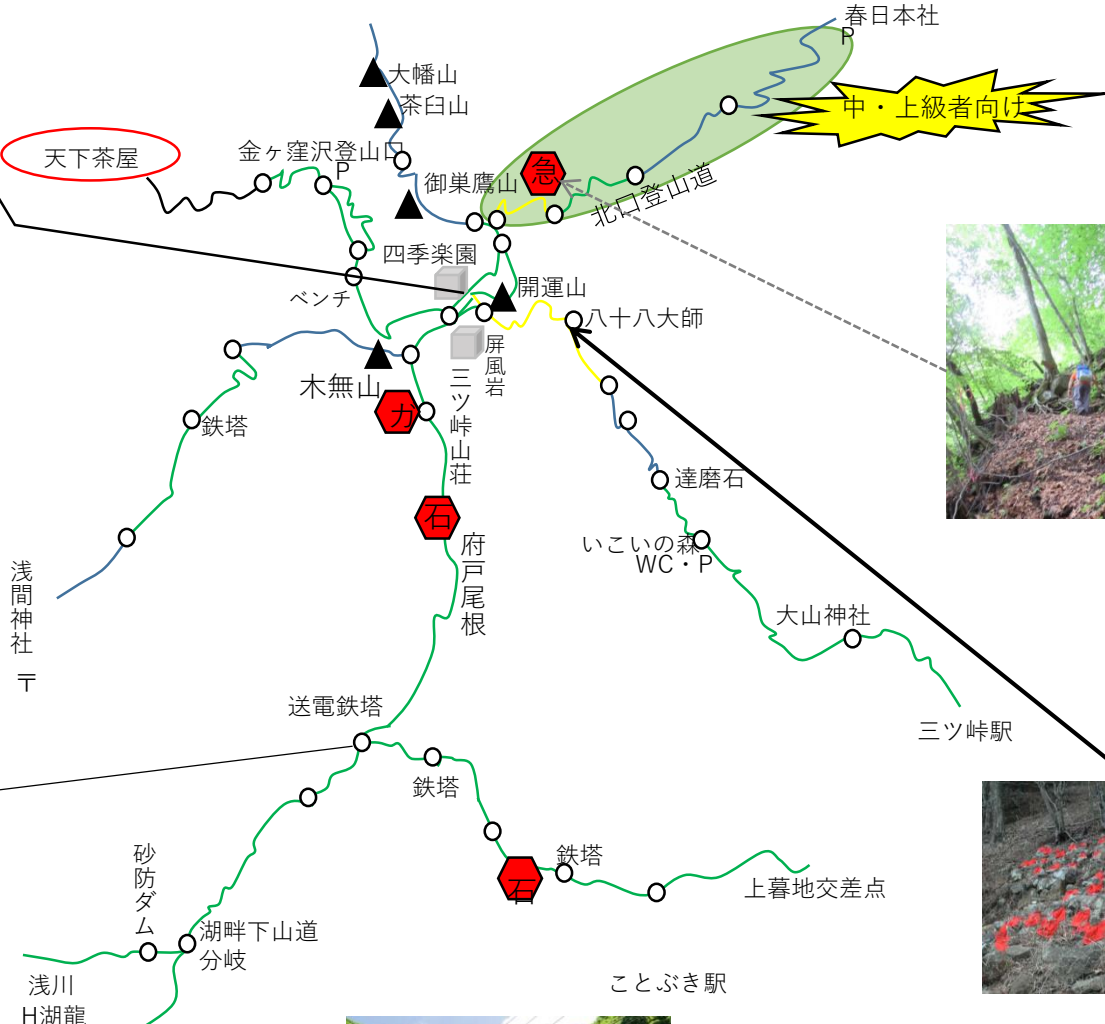 春日本社
P
大幡山
茶臼山
中・上級者向け
天下茶屋
金ヶ窪沢登山口
P
急
御巣鷹山
北口登山道
四季楽園
ベンチ
開運山
八十八大師
屏風岩
木無山
三ツ峠山荘
ガ
鉄塔
達磨石
石
府戸尾根
いこいの森
WC・P
浅間神社
〒
大山神社
送電鉄塔
三ツ峠駅
鉄塔
砂防ダム
鉄塔
石
上暮地交差点
湖畔下山道
分岐
浅川
H湖龍
ことぶき駅